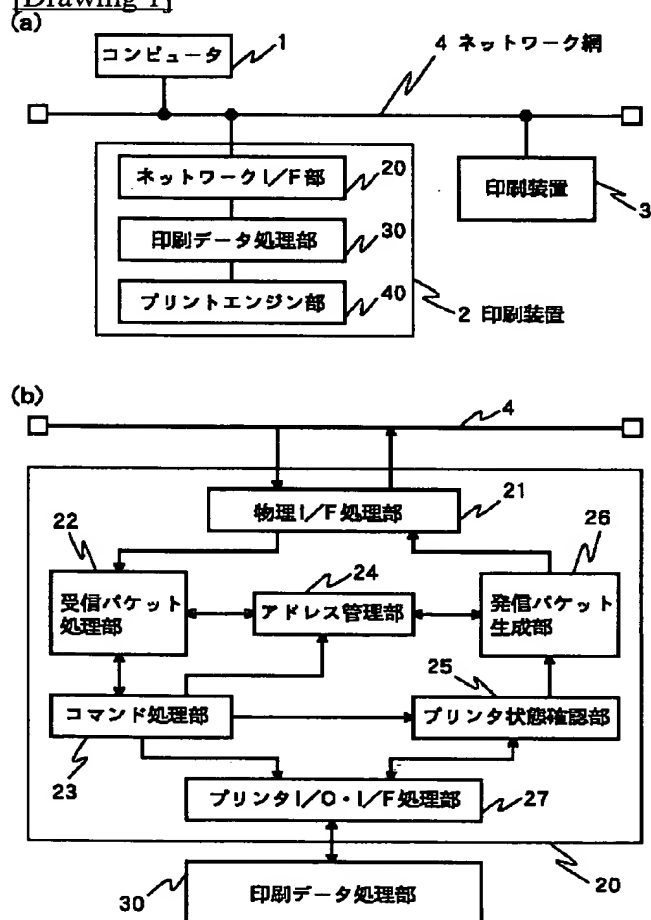 [Drawing 1]
(a)
コンピュータ
1
4 ネットワーク網
ネットワークI/F部
20
印刷データ処理部
30
プリントエンジン部
40
2 印刷装置
印刷装置
3
(b)
4
物理I/F処理部
21
22
受信パケット
処理部
24
アドレス管理部
26
発信パケット
生成部
25
コマンド処理部
23
プリンタ状態確認部
プリンタI/O・I/F処理部
27
20
印刷データ処理部
30